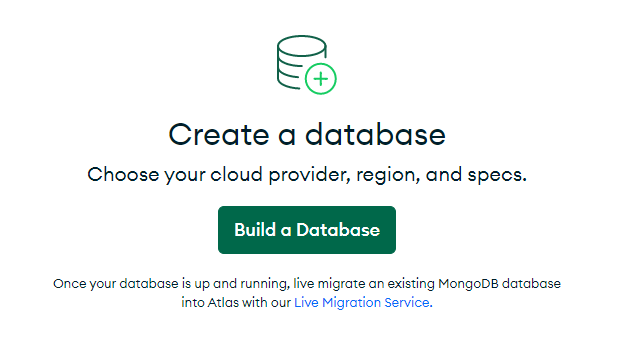 Create a database
Choose your cloud provider, region, and specs.
Build a Database
Once your database is up and running, live migrate an existing MongoDB database
into Atlas with our Live Migration Service.